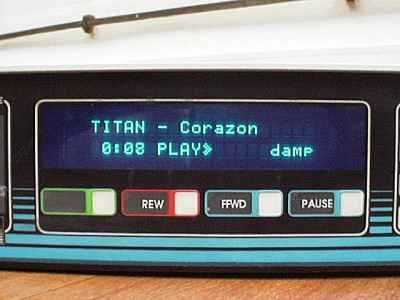 TITAN - Corazon
0:08 PLAY» damp
REW FFWD PAUSE